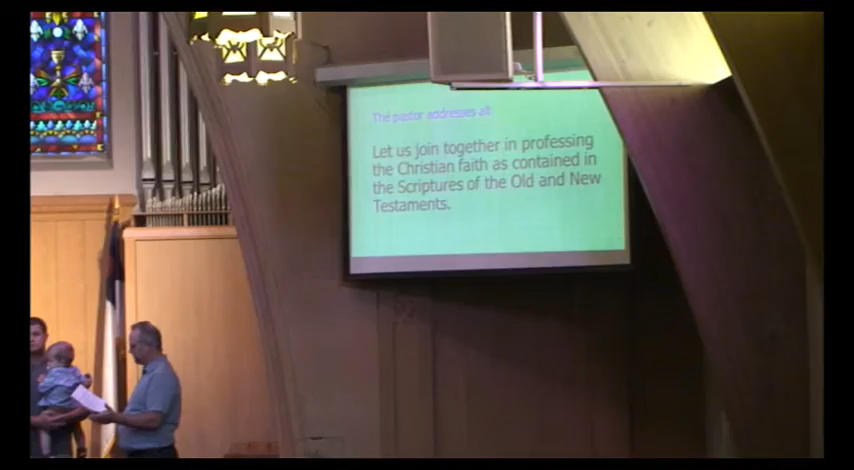 The pastor addresses all:
Let us join together in professing
the Christian faith as contained in
the Scriptures of the Old and New
Testaments.